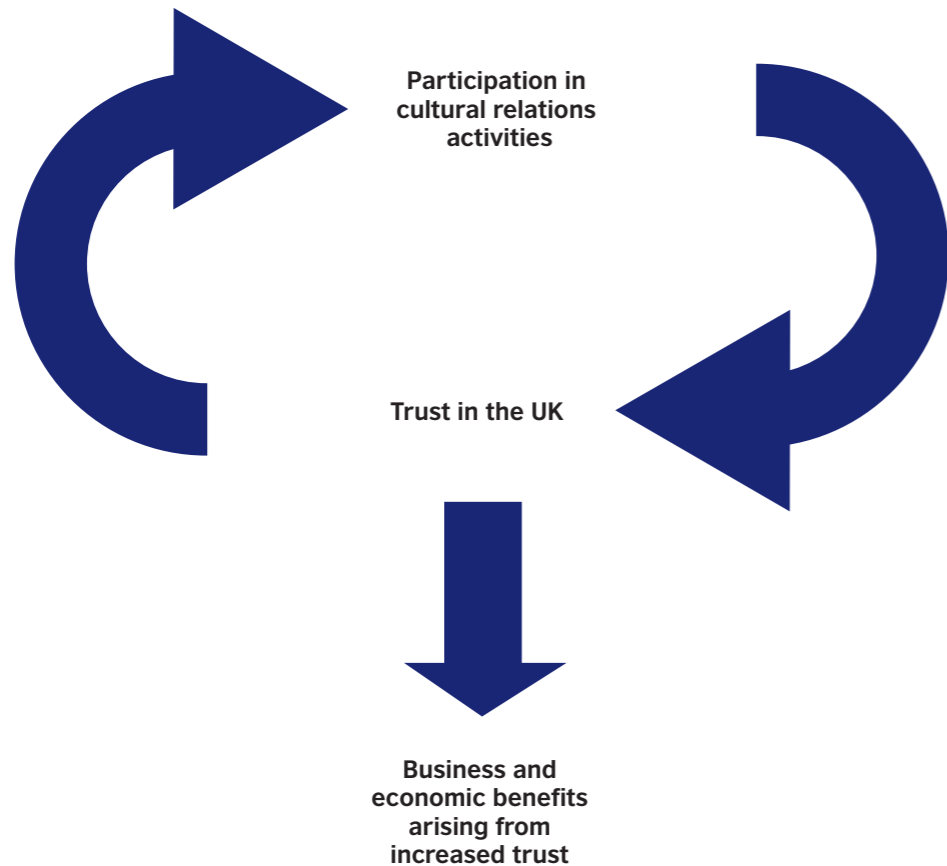 Participation in
cultural relations
activities
Trust in the UK
Business and
economic benefits
arising from
increased trust